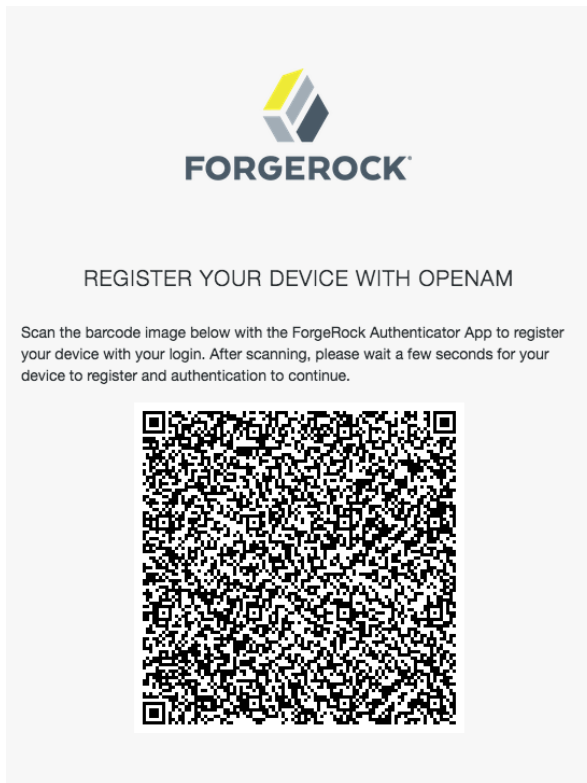 FORGEROCK
REGISTER YOUR DEVICE WITH OPENAM
Scan the barcode image below with the ForgeRock Authenticator App to register
your device with your login. After scanning, please wait a few seconds for your
device to register and authentication to continue.